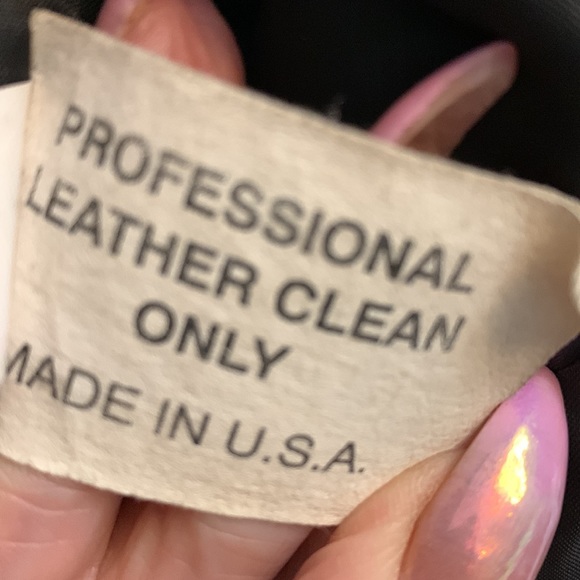 PROFESSIONAL
LEATHER CLEAN
ONLY
MADE IN U.S.A.